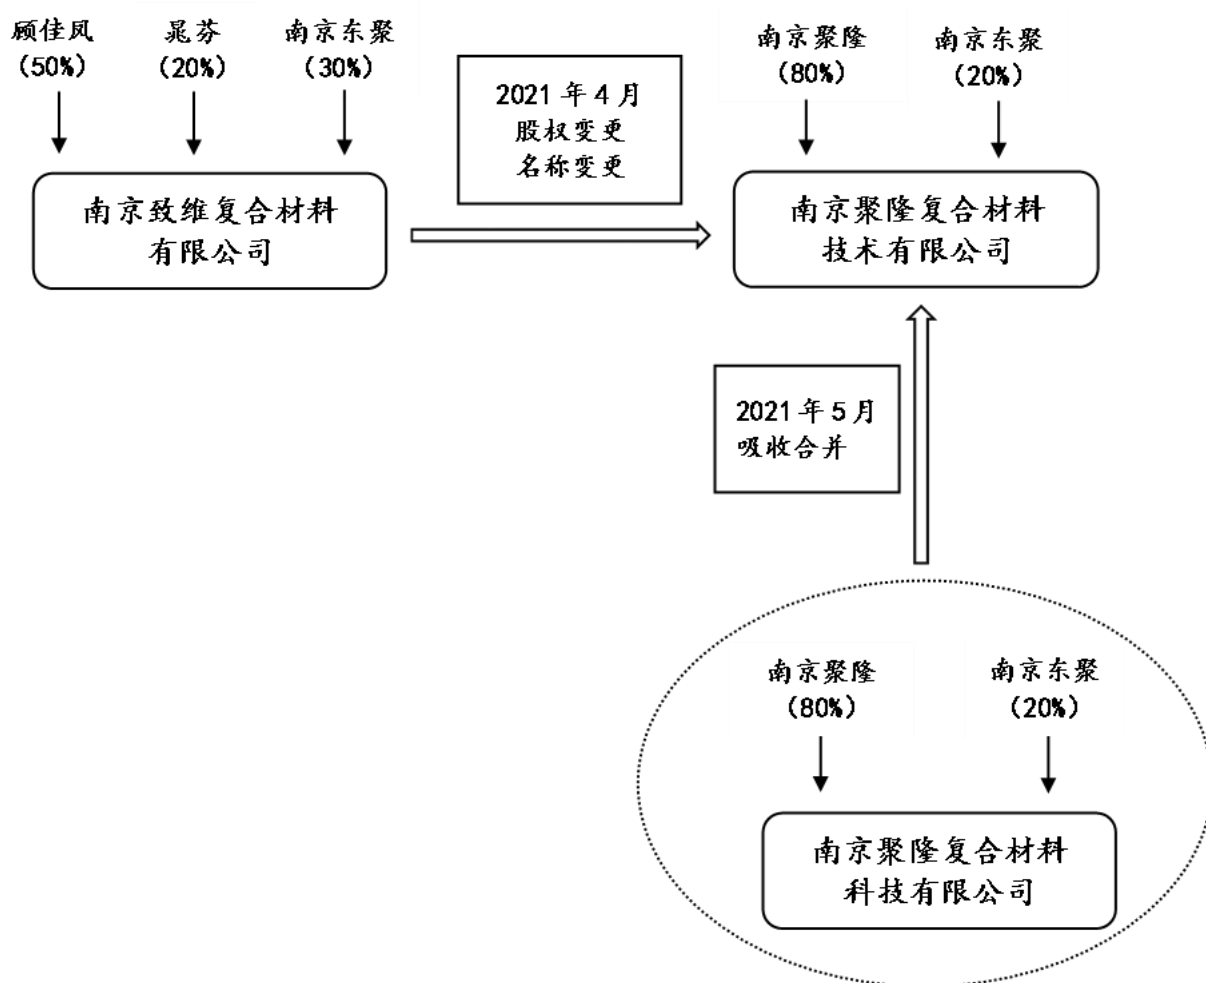 顾佳凤
（50%）
晁芬
（20%）
南京东聚
（30%）
2021 年 4 月
股权变更
名称变更
南京聚隆
（80%）
南京东聚
（20%）
南京致维复合材料
有限公司
南京聚隆复合材料
技术有限公司
2021 年 5 月
吸收合并
南京聚隆
（80%）
南京东聚
（20%）
南京聚隆复合材料
科技有限公司